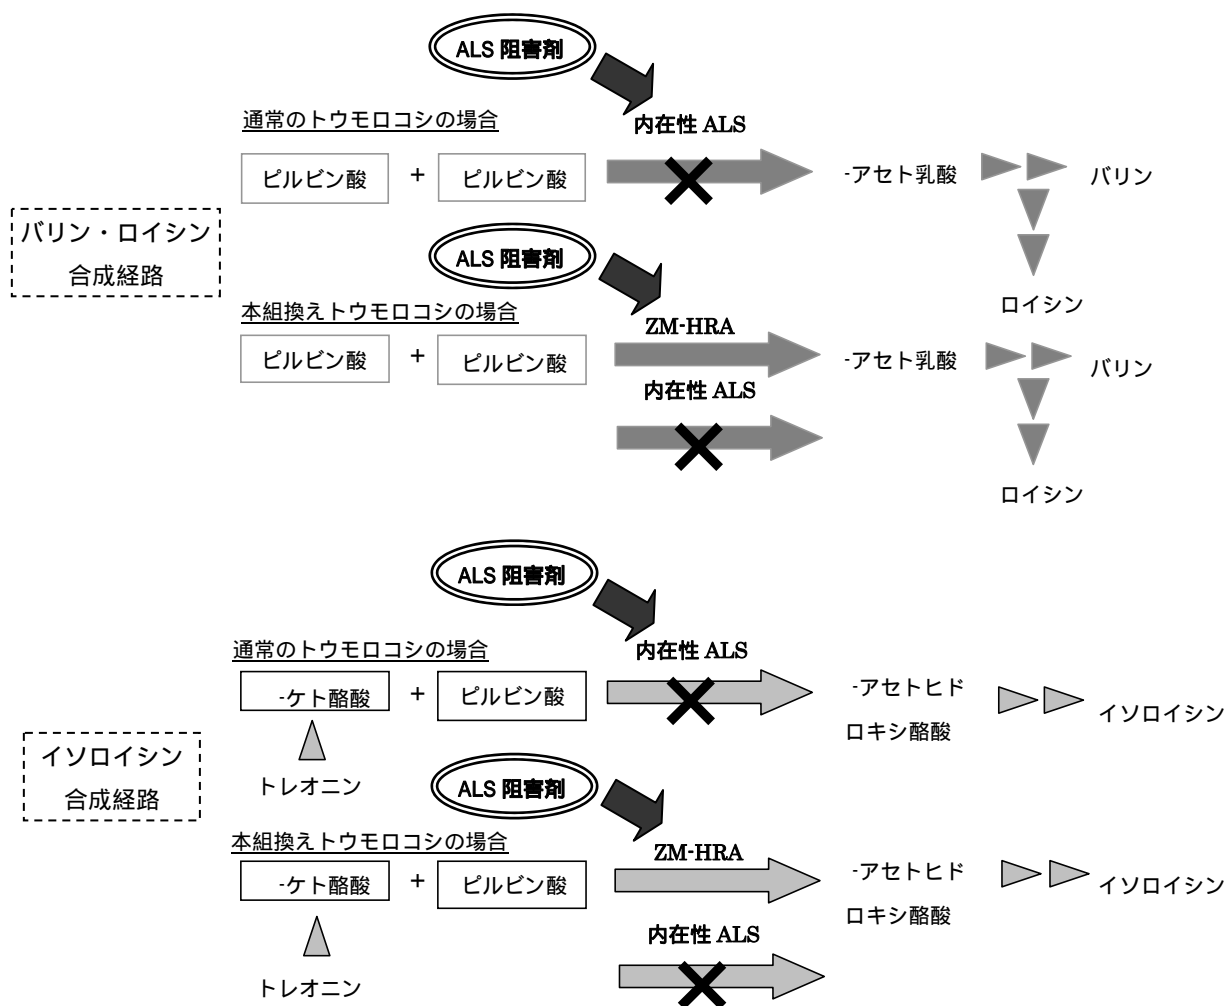 ALS 阻害剤
通常のトウモロコシの場合
内在性 ALS
ピルビン酸 + ピルビン酸
-アセト乳酸
バリン
ロイシン
バリン・ロイシン
合成経路
ALS 阻害剤
本組換えトウモロコシの場合
ZM-HRA
ピルビン酸 + ピルビン酸
-アセト乳酸
バリン
内在性 ALS
ロイシン
ALS 阻害剤
通常のトウモロコシの場合
内在性 ALS
-ケト酪酸 + ピルビン酸
-アセトヒド
ロキシ酪酸
イソロイシン
トレオニン
イソロイシン
合成経路
ALS 阻害剤
本組換えトウモロコシの場合
ZM-HRA
-ケト酪酸 + ピルビン酸
-アセトヒド
ロキシ酪酸
イソロイシン
内在性 ALS
トレオニン